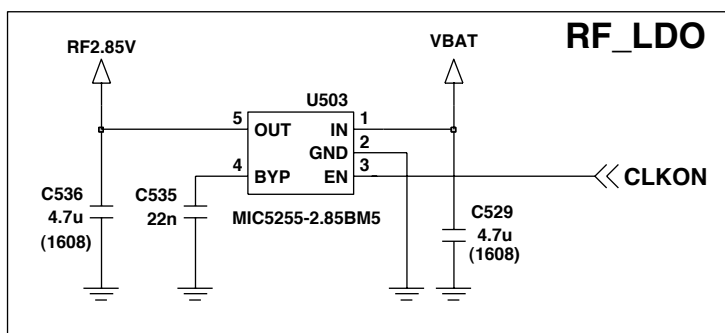 RF_LDO
RF2.85V
VBAT
U503
5 OUT IN 1
GND 2
4 BYP EN 3
CLKON
C536
4.7u
(1608)
C535
22n
MIC5255-2.85BM5
C529
4.7u
(1608)